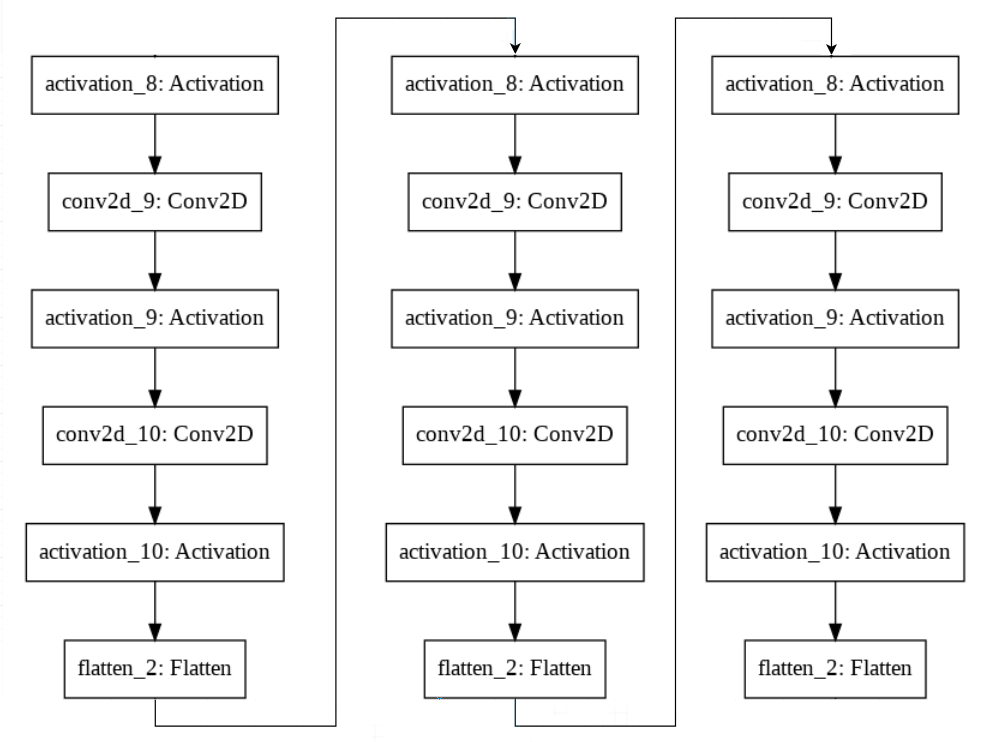 activation_8: Activation
conv2d_9: Conv2D
activation_9: Activation
conv2d_10: Conv2D
activation_10: Activation
flatten_2: Flatten
activation_8: Activation
conv2d_9: Conv2D
activation_9: Activation
conv2d_10: Conv2D
activation_10: Activation
flatten_2: Flatten
activation_8: Activation
conv2d_9: Conv2D
activation_9: Activation
conv2d_10: Conv2D
activation_10: Activation
flatten_2: Flatten